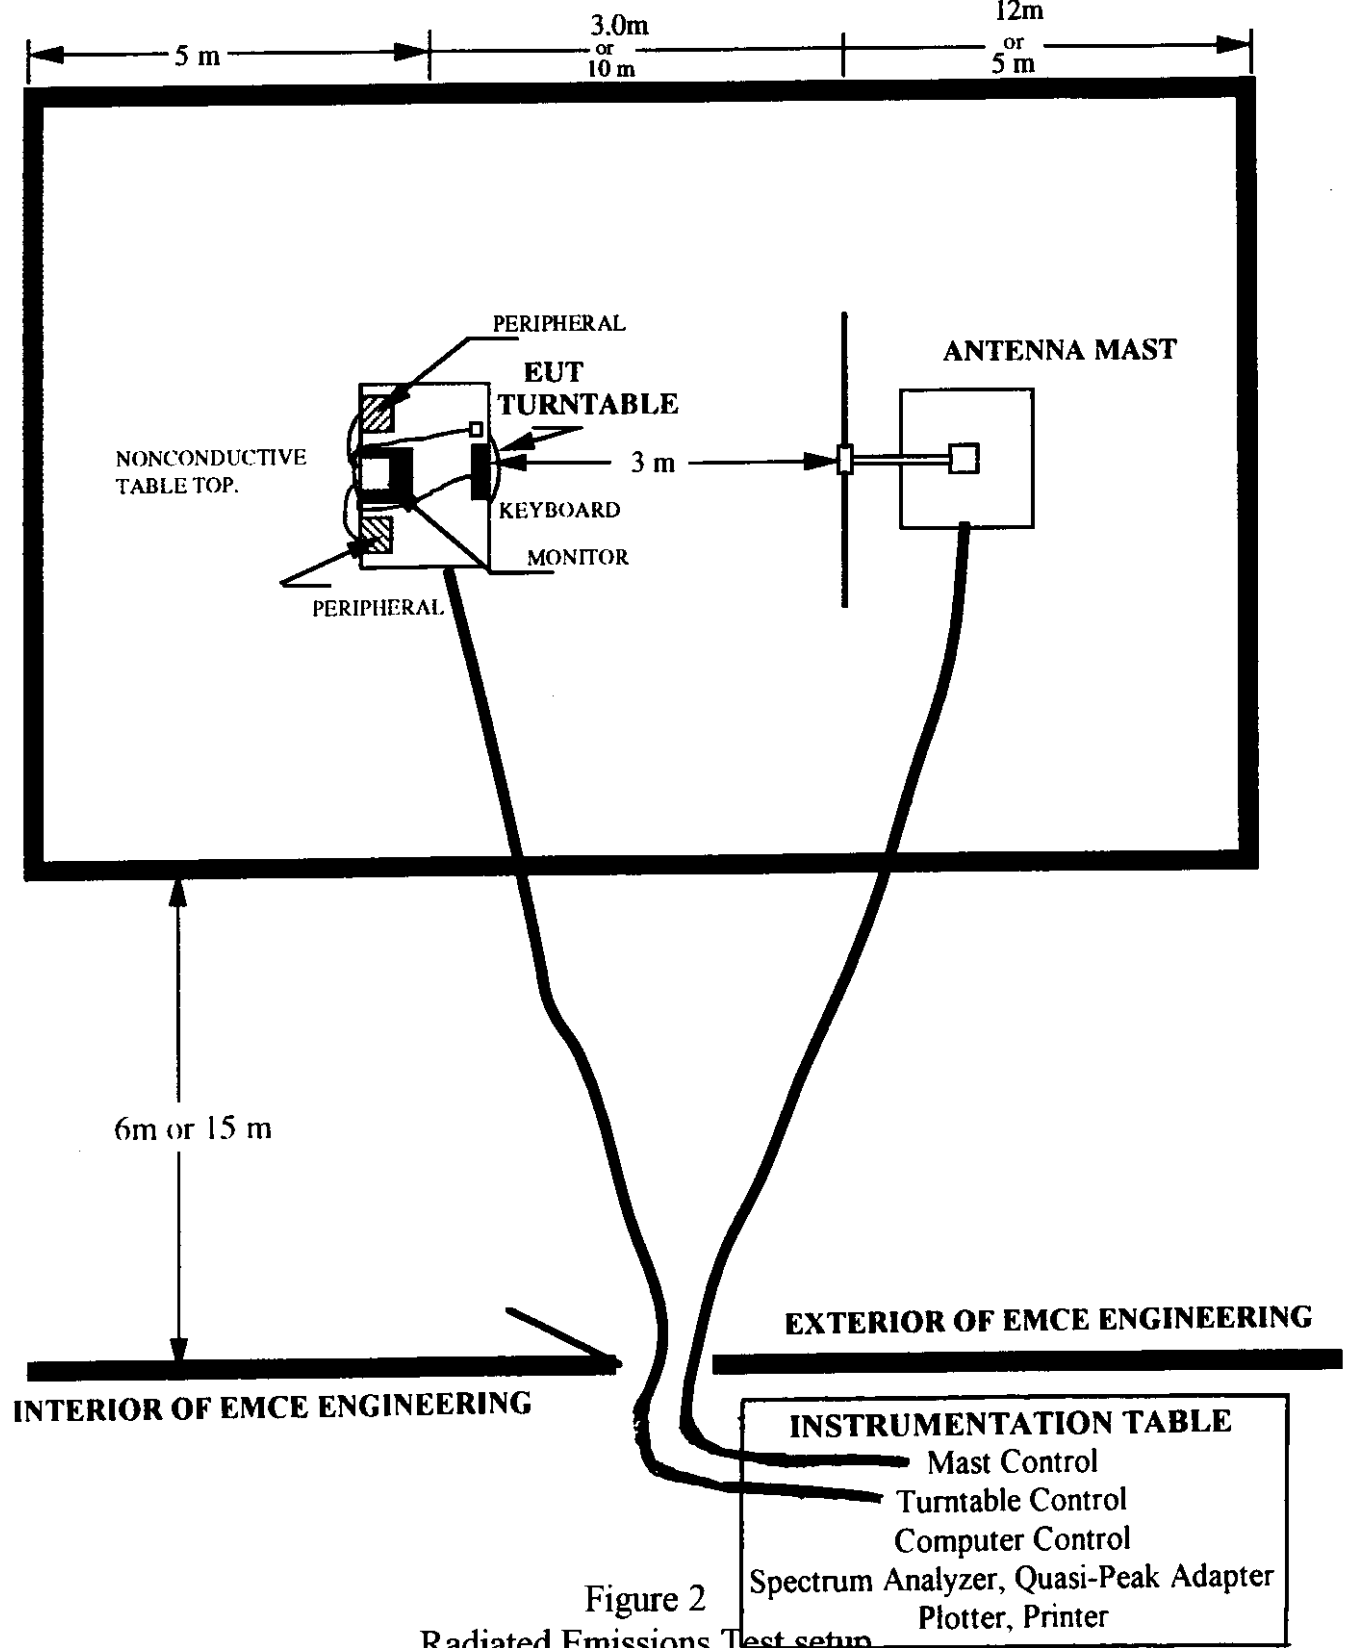 5 m
3.0m
or
10 m
12m
or
5 m
PERIPHERAL
EUT
TURNTABLE
ANTENNA MAST
NONCONDUCTIVE
TABLE TOP.
3 m
KEYBOARD
MONITOR
PERIPHERAL
6m or 15 m
EXTERIOR OF EMCE ENGINEERING
INTERIOR OF EMCE ENGINEERING
INSTRUMENTATION TABLE
Mast Control
Turntable Control
Computer Control
Spectrum Analyzer, Quasi-Peak Adapter
Plotter, Printer
Figure 2
Radiated Emissions Test setup